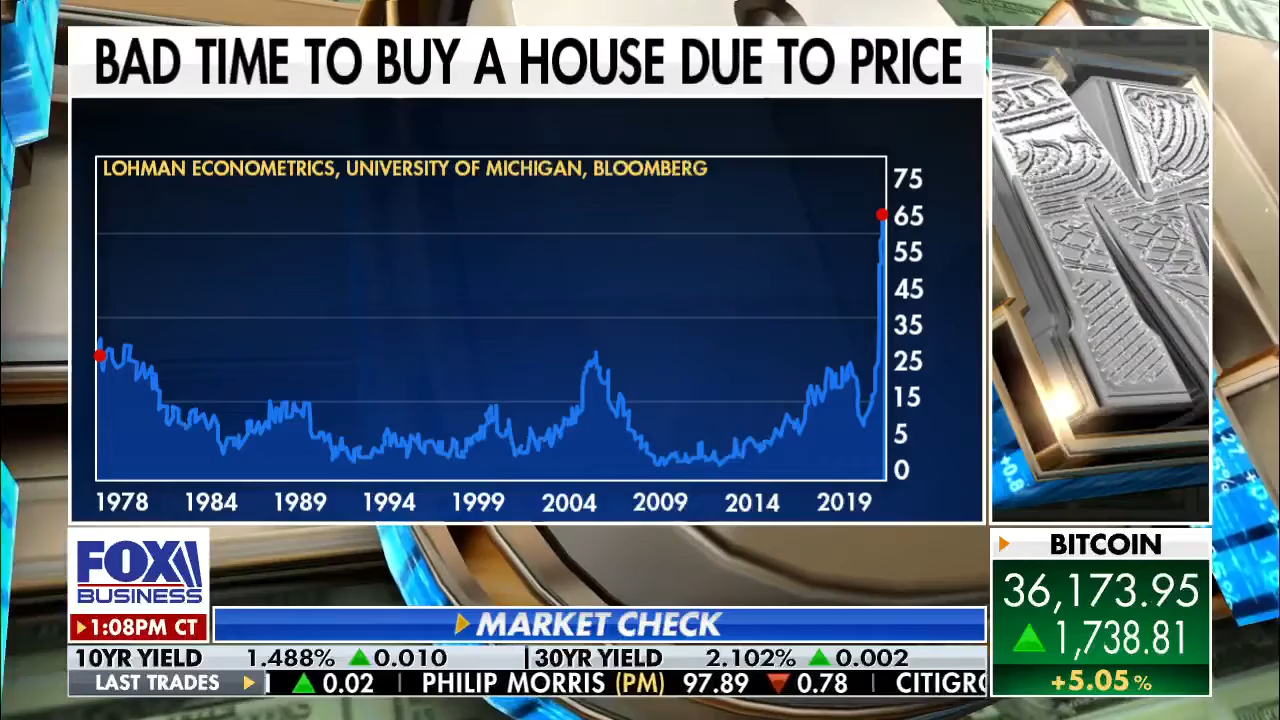 BAD TIME TO BUY A HOUSE DUE TO PRICE
LOHMAN ECONOMETRICS, UNIVERSITY OF MICHIGAN, BLOOMBERG
75
65
55
45
35
25
15
5
0
1978 1984 1989 1994 1999 2004 2009 2014 2019
FOX
BUSINESS
1:08PM CT
MARKET CHECK
BITCOIN
36,173.95
1,738.81
+5.05%
10YR YIELD 1.488% 0.010 30YR YIELD 2.102% 0.002
LAST TRADES 0.02 PHILIP MORRIS (PM) 97.89 0.78 CITIGR
+0.8